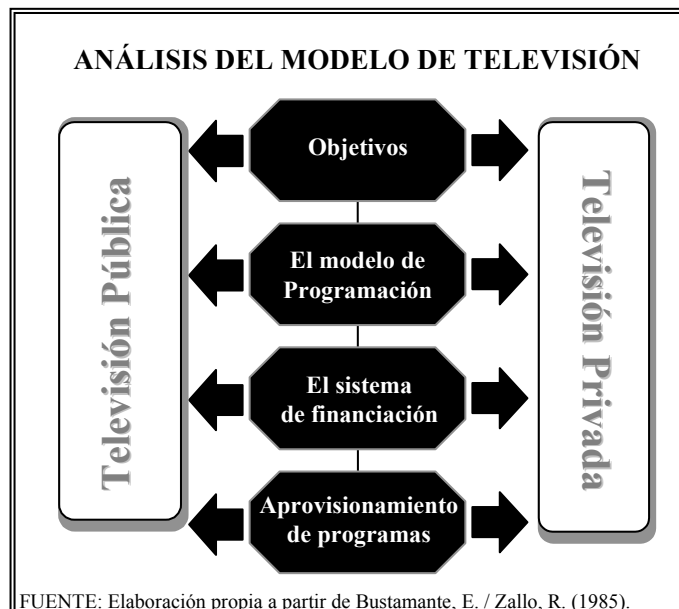 ANÁLISIS DEL MODELO DE TELEVISIÓN
Televisión Pública
Objetivos
El modelo de
Programación
El sistema
de financiación
Aprovisionamiento
de programas
Televisión Privada
FUENTE: Elaboración propia a partir de Bustamante, E. / Zallo, R. (1985).